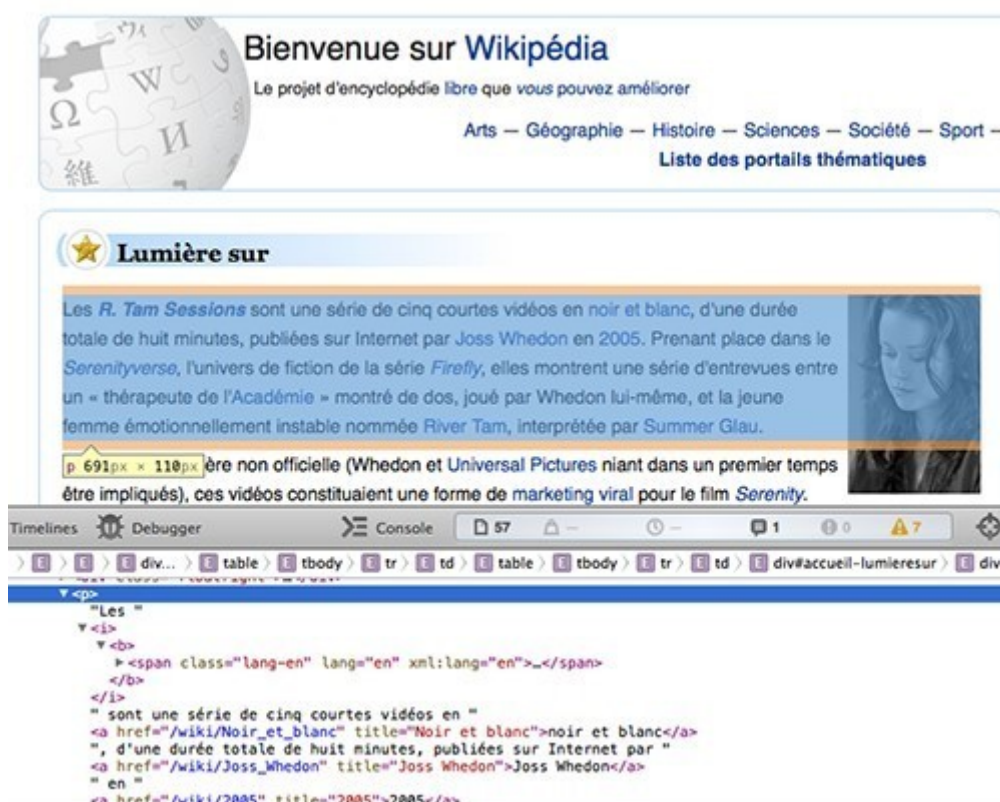 Bienvenue sur Wikipédia
Le projet d'encyclopédie libre que vous pouvez améliorer
Arts — Géographie — Histoire — Sciences — Société — Sport —
Liste des portails thématiques
Ω W И 維 ウィ
Lumière sur
Les R. Tam Sessions sont une série de cinq courtes vidéos en noir et blanc, d'une durée
totale de huit minutes, publiées sur Internet par Joss Whedon en 2005. Prenant place dans le
Serenityverse, l'univers de fiction de la série Firefly, elles montrent une série d'entrevues entre
un « thérapeute de l'Académie » montré de dos, joué par Whedon lui-même, et la jeune
femme émotionnellement instable nommée River Tam, interprétée par Summer Glau.
p 691px × 110px ère non officielle (Whedon et Universal Pictures niant dans un premier temps
être impliqués), ces vidéos constituaient une forme de marketing viral pour le film Serenity.
Timelines Debugger Console 57 – – 1 0 7
E E E div... E table E tbody E tr E td E table E tbody E tr E td E div#accueil-lumieresur E div
▼<p>
"Les "
▼<i>
▼<b>
▶<span class="lang-en" lang="en" xml:lang="en">…</span>
</b>
</i>
" sont une série de cinq courtes vidéos en "
<a href="/wiki/Noir_et_blanc" title="Noir et blanc">noir et blanc</a>
", d'une durée totale de huit minutes, publiées sur Internet par "
<a href="/wiki/Joss_Whedon" title="Joss Whedon">Joss Whedon</a>
" en "
<a href="/wiki/2005" title="2005">2005</a>